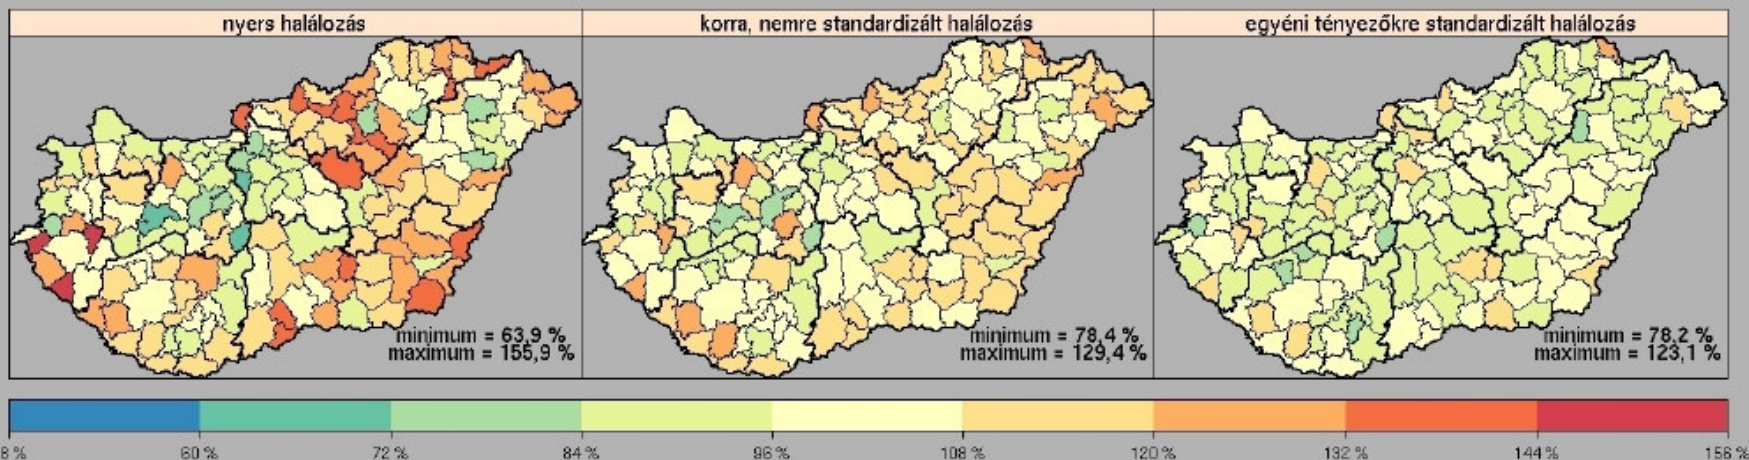 nyers halálozás
korra, nemre standardizált halálozás
egyéni tényezőkre standardizált halálozás
minimum = 63,9 %
maximum = 155,9 %
minimum = 78,4 %
maximum = 129,4 %
minimum = 78,2 %
maximum = 123,1 %
8 % 60 % 72 % 84 % 96 % 108 % 120 % 132 % 144 % 156 %